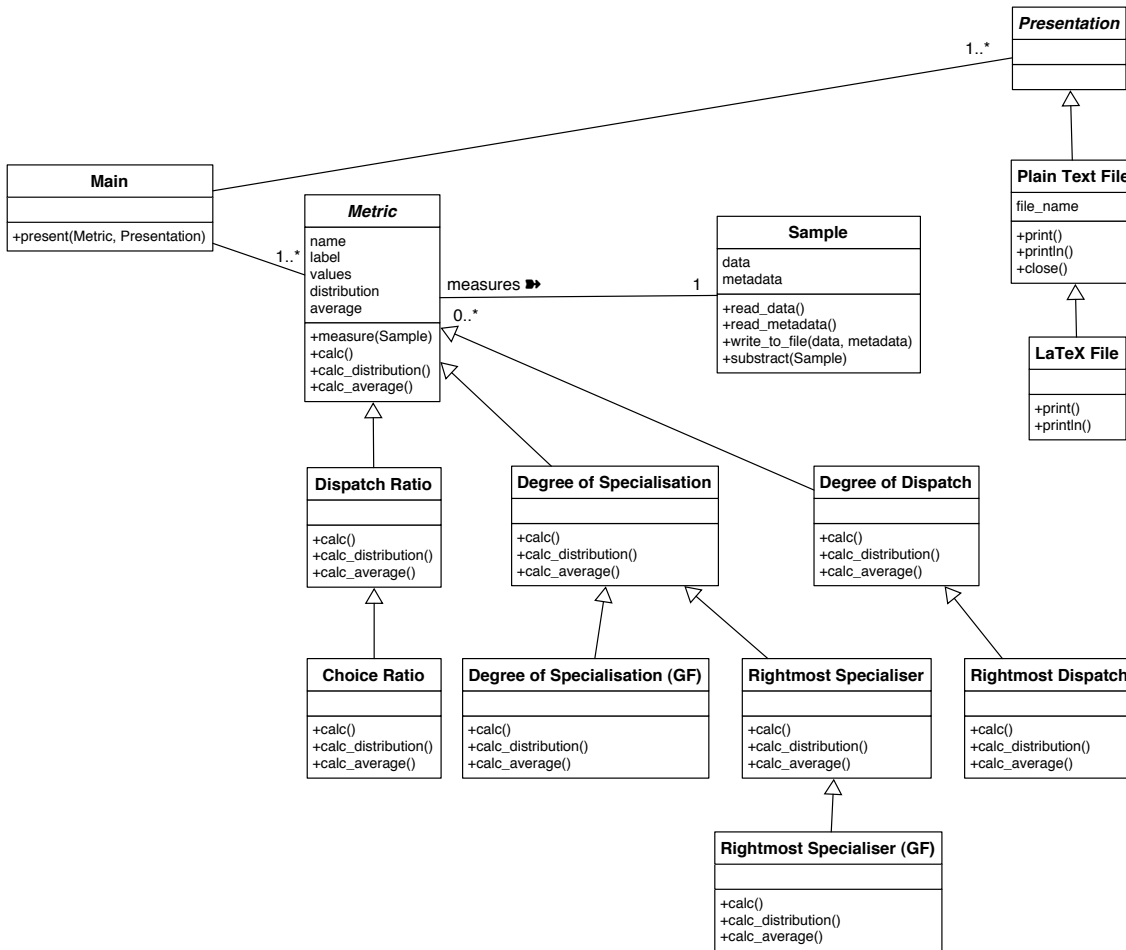 Presentation
1..*
Main
+present(Metric, Presentation)
Plain Text File
file_name
+print()
+println()
+close()
Metric
name
label
values
distribution
average
+measure(Sample)
+calc()
+calc_distribution()
+calc_average()
1..*
measures
0..*
1
Sample
data
metadata
+read_data()
+read_metadata()
+write_to_file(data, metadata)
+substract(Sample)
LaTeX File
+print()
+println()
Dispatch Ratio
+calc()
+calc_distribution()
+calc_average()
Degree of Specialisation
+calc()
+calc_distribution()
+calc_average()
Degree of Dispatch
+calc()
+calc_distribution()
+calc_average()
Choice Ratio
+calc()
+calc_distribution()
+calc_average()
Degree of Specialisation (GF)
+calc()
+calc_distribution()
+calc_average()
Rightmost Specialiser
+calc()
+calc_distribution()
+calc_average()
Rightmost Dispatch
+calc()
+calc_distribution()
+calc_average()
Rightmost Specialiser (GF)
+calc()
+calc_distribution()
+calc_average()